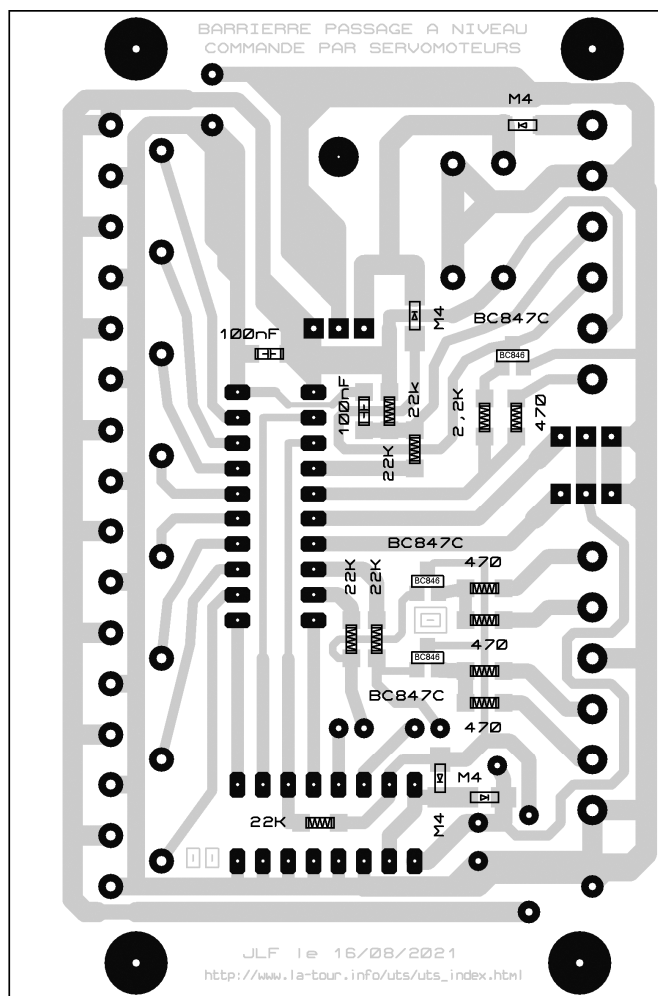 BARRIERRE PASSAGE A NIVEAU
COMMANDE PAR SERVOMOTEURS
M4
M4
BC847C
100nF
BC846
100nF
22k
2,2K
470
22K
BC847C
22K
22K
470
BC846
470
BC846
BC847C
470
M4
22K
M4
JLF le 16/08/2021
http://www.la-tour.info/uts/uts_index.html